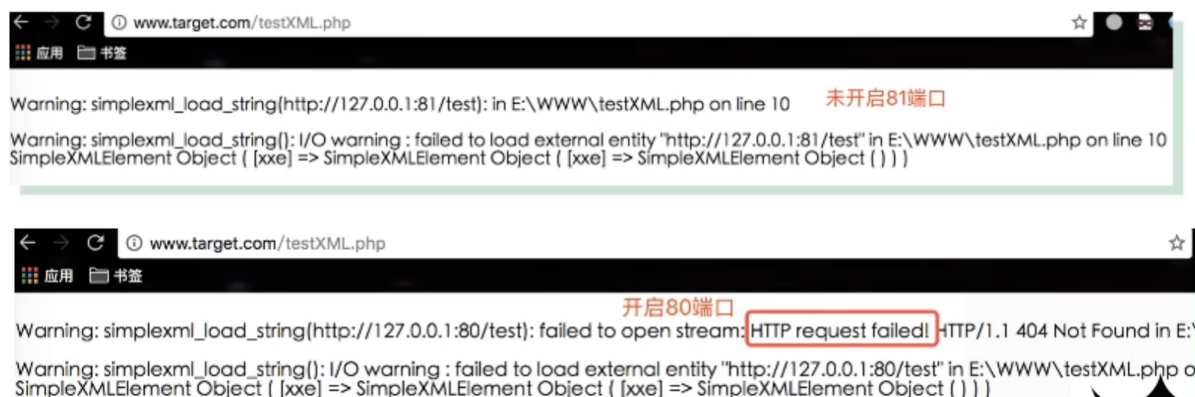 www.target.com/testXML.php
应用 书签
Warning: simplexml_load_string(http://127.0.0.1:81/test): in E:\WWW\testXML.php on line 10 未开启81端口
Warning: simplexml_load_string(): I/O warning : failed to load external entity "http://127.0.0.1:81/test" in E:\WWW\testXML.php on line 10
SimpleXMLElement Object ( [xxe] => SimpleXMLElement Object ( [xxe] => SimpleXMLElement Object ( ) ) )
www.target.com/testXML.php
应用 书签
开启80端口
Warning: simplexml_load_string(http://127.0.0.1:80/test): failed to open stream: HTTP request failed! HTTP/1.1 404 Not Found in E:\
Warning: simplexml_load_string(): I/O warning : failed to load external entity "http://127.0.0.1:80/test" in E:\WWW\testXML.php o
SimpleXMLElement Object ( [xxe] => SimpleXMLElement Object ( [xxe] => SimpleXMLElement Object ( ) ) )